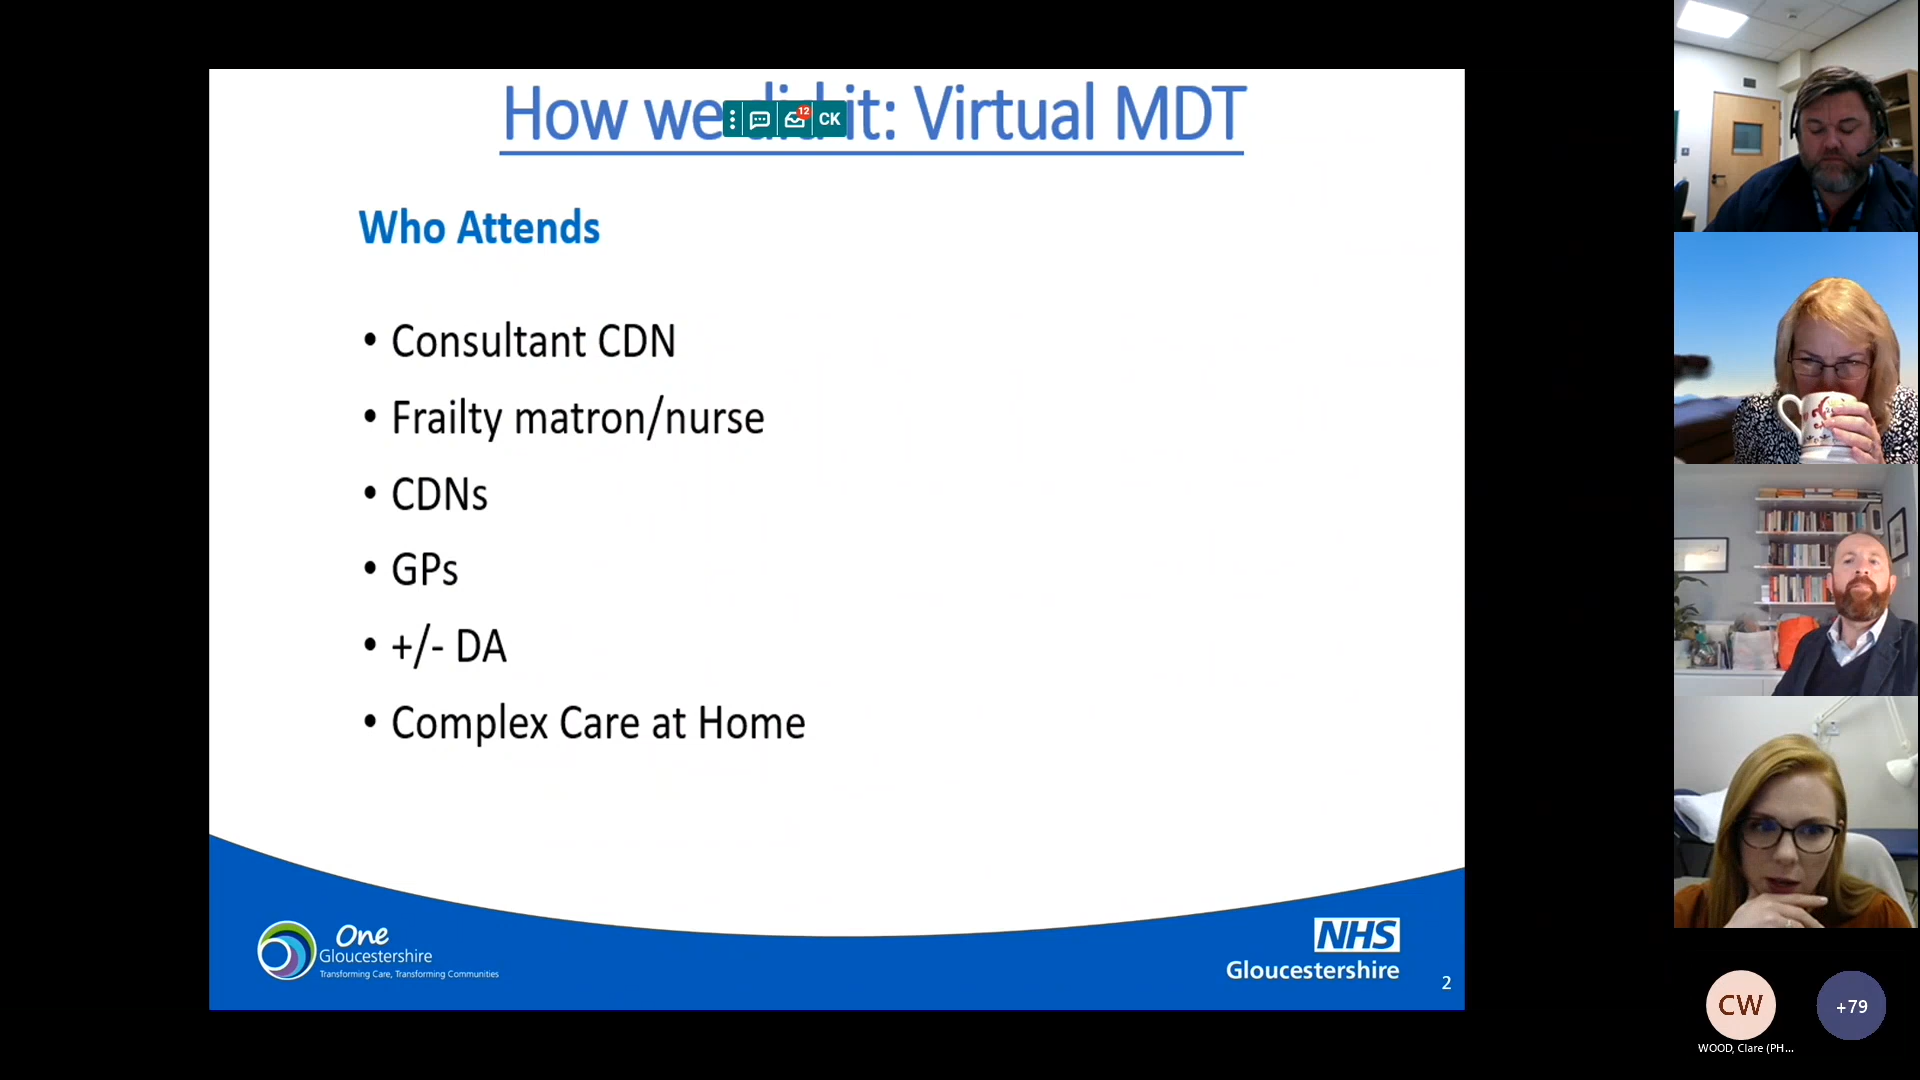 How we did it: Virtual MDT
12
CK
Who Attends
• Consultant CDN
• Frailty matron/nurse
• CDNs
• GPs
• +/- DA
• Complex Care at Home
One
Gloucestershire
Transforming Care, Transforming Communities
NHS
Gloucestershire
2
CW
+79
WOOD, Clare (PH...